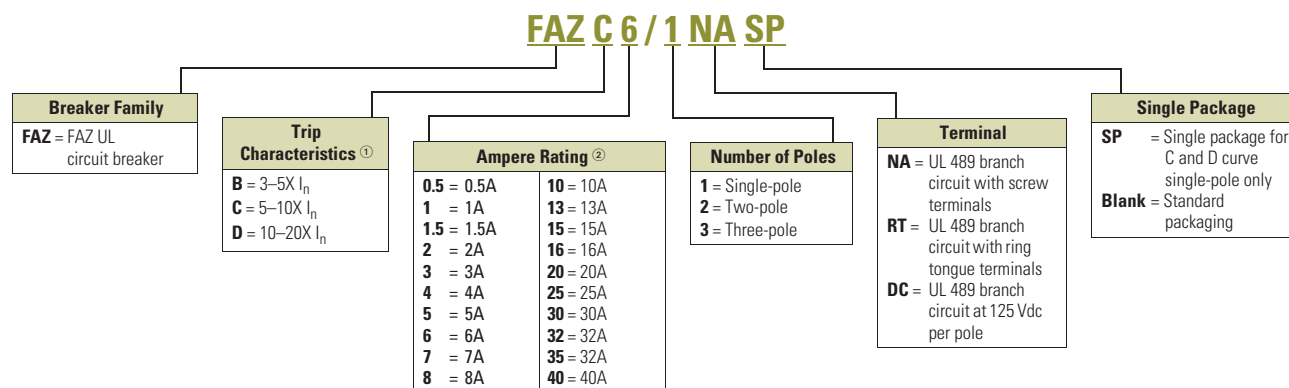 FAZ C 6 / 1 NA SP
Breaker Family
FAZ = FAZ UL
circuit breaker
Trip
Characteristics ①
B = 3–5X In
C = 5–10X In
D = 10–20X In
Ampere Rating ②
0.5 = 0.5A
1 = 1A
1.5 = 1.5A
2 = 2A
3 = 3A
4 = 4A
5 = 5A
6 = 6A
7 = 7A
8 = 8A
10 = 10A
13 = 13A
15 = 15A
16 = 16A
20 = 20A
25 = 25A
30 = 30A
32 = 32A
35 = 32A
40 = 40A
Number of Poles
1 = Single-pole
2 = Two-pole
3 = Three-pole
Terminal
NA = UL 489 branch
circuit with screw
terminals
RT = UL 489 branch
circuit with ring
tongue terminals
DC = UL 489 branch
circuit at 125 Vdc
per pole
Single Package
SP = Single package for
C and D curve
single-pole only
Blank = Standard
packaging